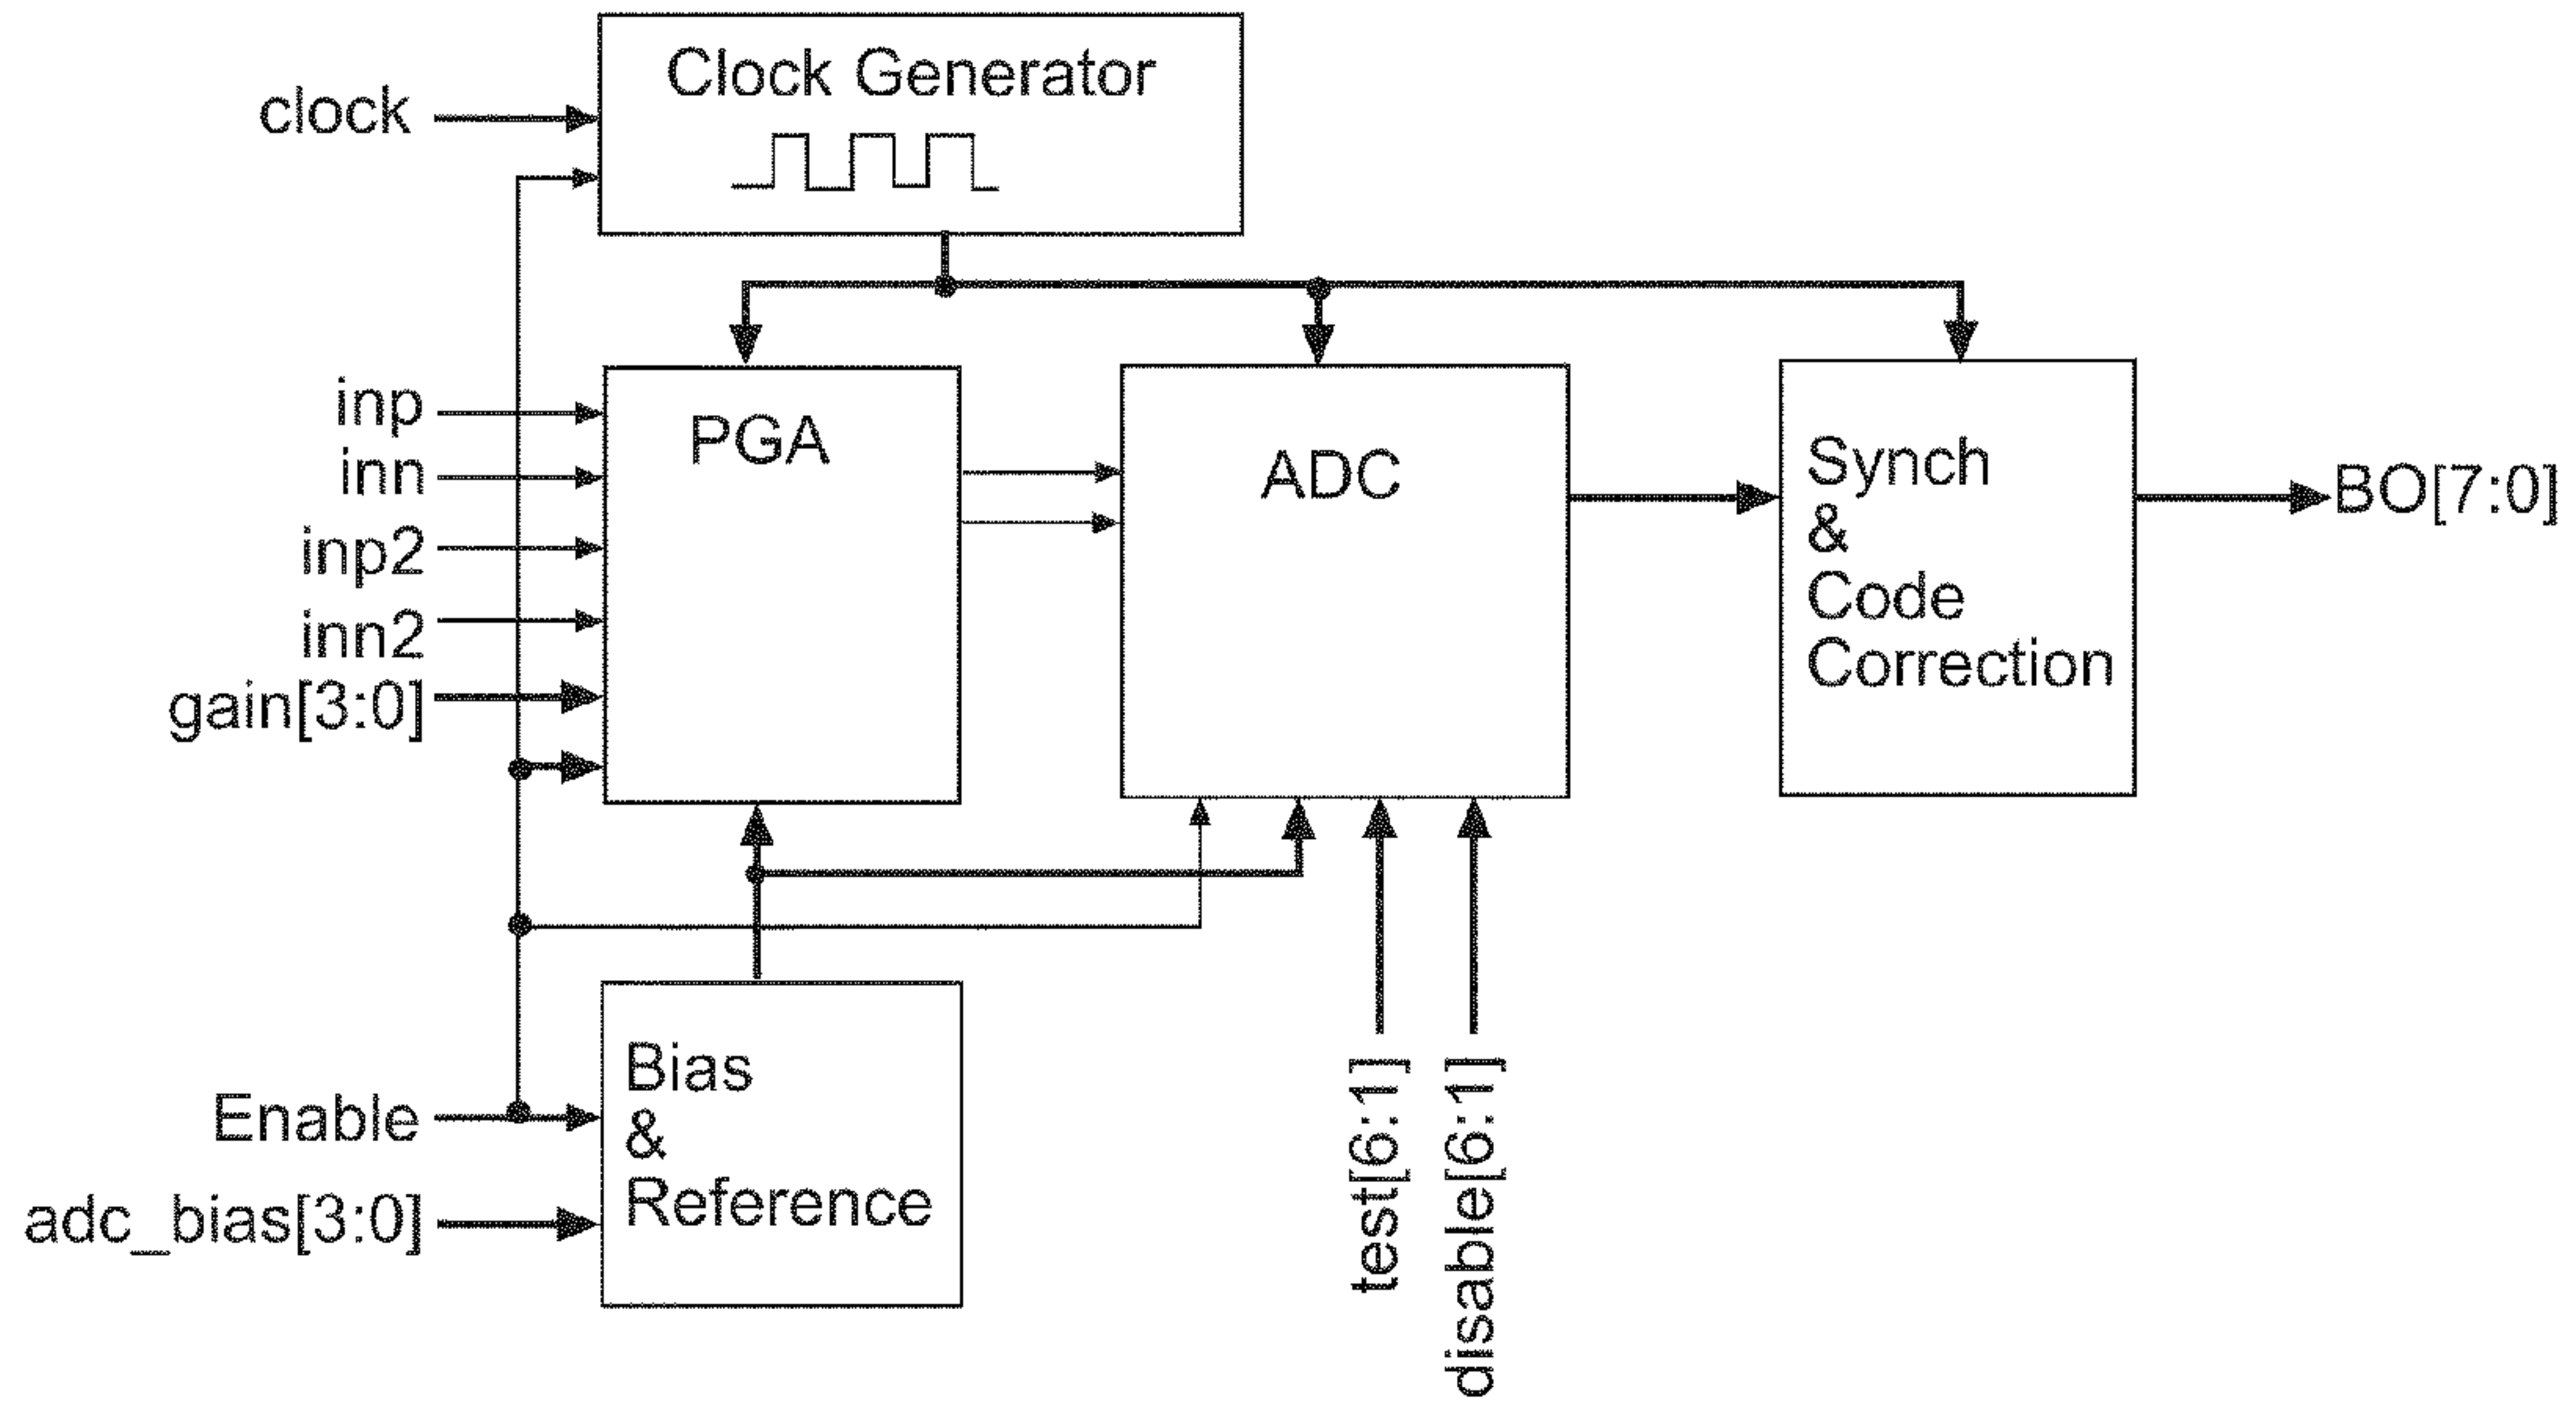 Clock Generator
clock
inp
inn
inp2
inn2
gain[3:0]
PGA
ADC
Synch
&
Code
Correction
BO[7:0]
Enable
adc_bias[3:0]
Bias
&
Reference
test[6:1]
disable[6:1]